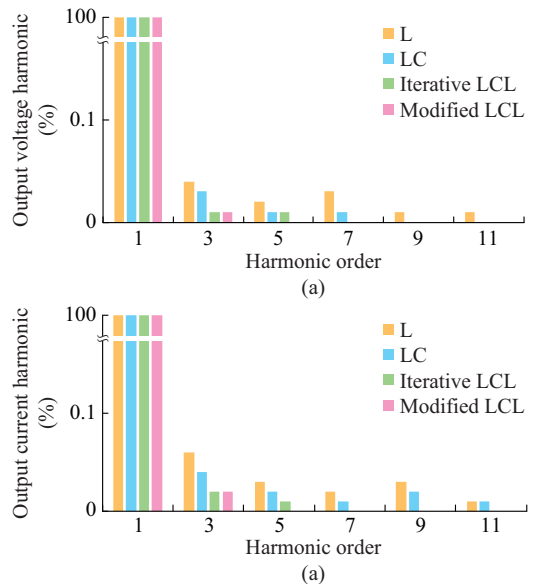 100
0.1
0
Output voltage harmonic
(%)
L
LC
Iterative LCL
Modified LCL
1 3 5 7 9 11
Harmonic order
(a)
100
0.1
0
Output current harmonic
(%)
L
LC
Iterative LCL
Modified LCL
1 3 5 7 9 11
Harmonic order
(a)